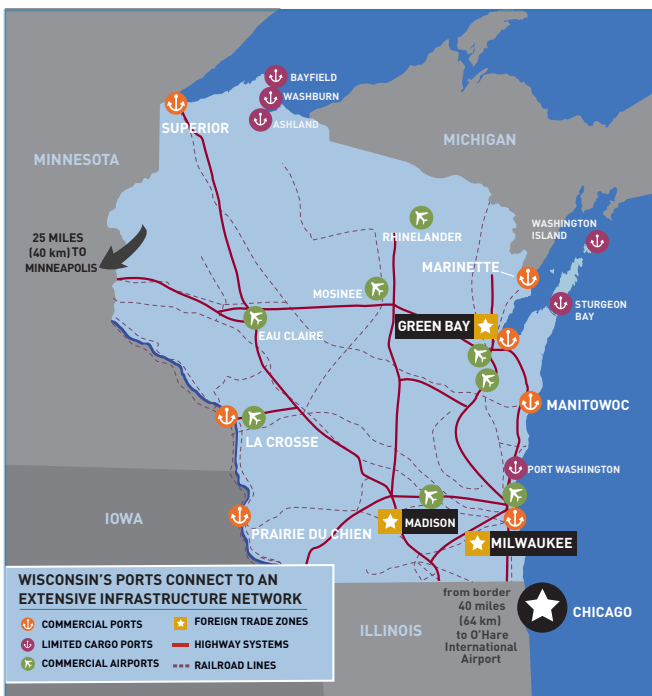 BAYFIELD
WASHBURN
ASHLAND
SUPERIOR
MICHIGAN
MINNESOTA
WASHINGTON
ISLAND
25 MILES
(40 km) TO
MINNEAPOLIS
RHINELANDER
MARINETTE
MOSINEE
STURGEON
BAY
GREEN BAY
EAU CLAIRE
MANITOWOC
LA CROSSE
PORT WASHINGTON
IOWA
MADISON
PRAIRIE DU CHIEN
MILWAUKEE
WISCONSIN'S PORTS CONNECT TO AN
EXTENSIVE INFRASTRUCTURE NETWORK
COMMERCIAL PORTS
LIMITED CARGO PORTS
COMMERCIAL AIRPORTS
FOREIGN TRADE ZONES
HIGHWAY SYSTEMS
RAILROAD LINES
ILLINOIS
from border
40 miles
(64 km)
to O'Hare
International
Airport
CHICAGO